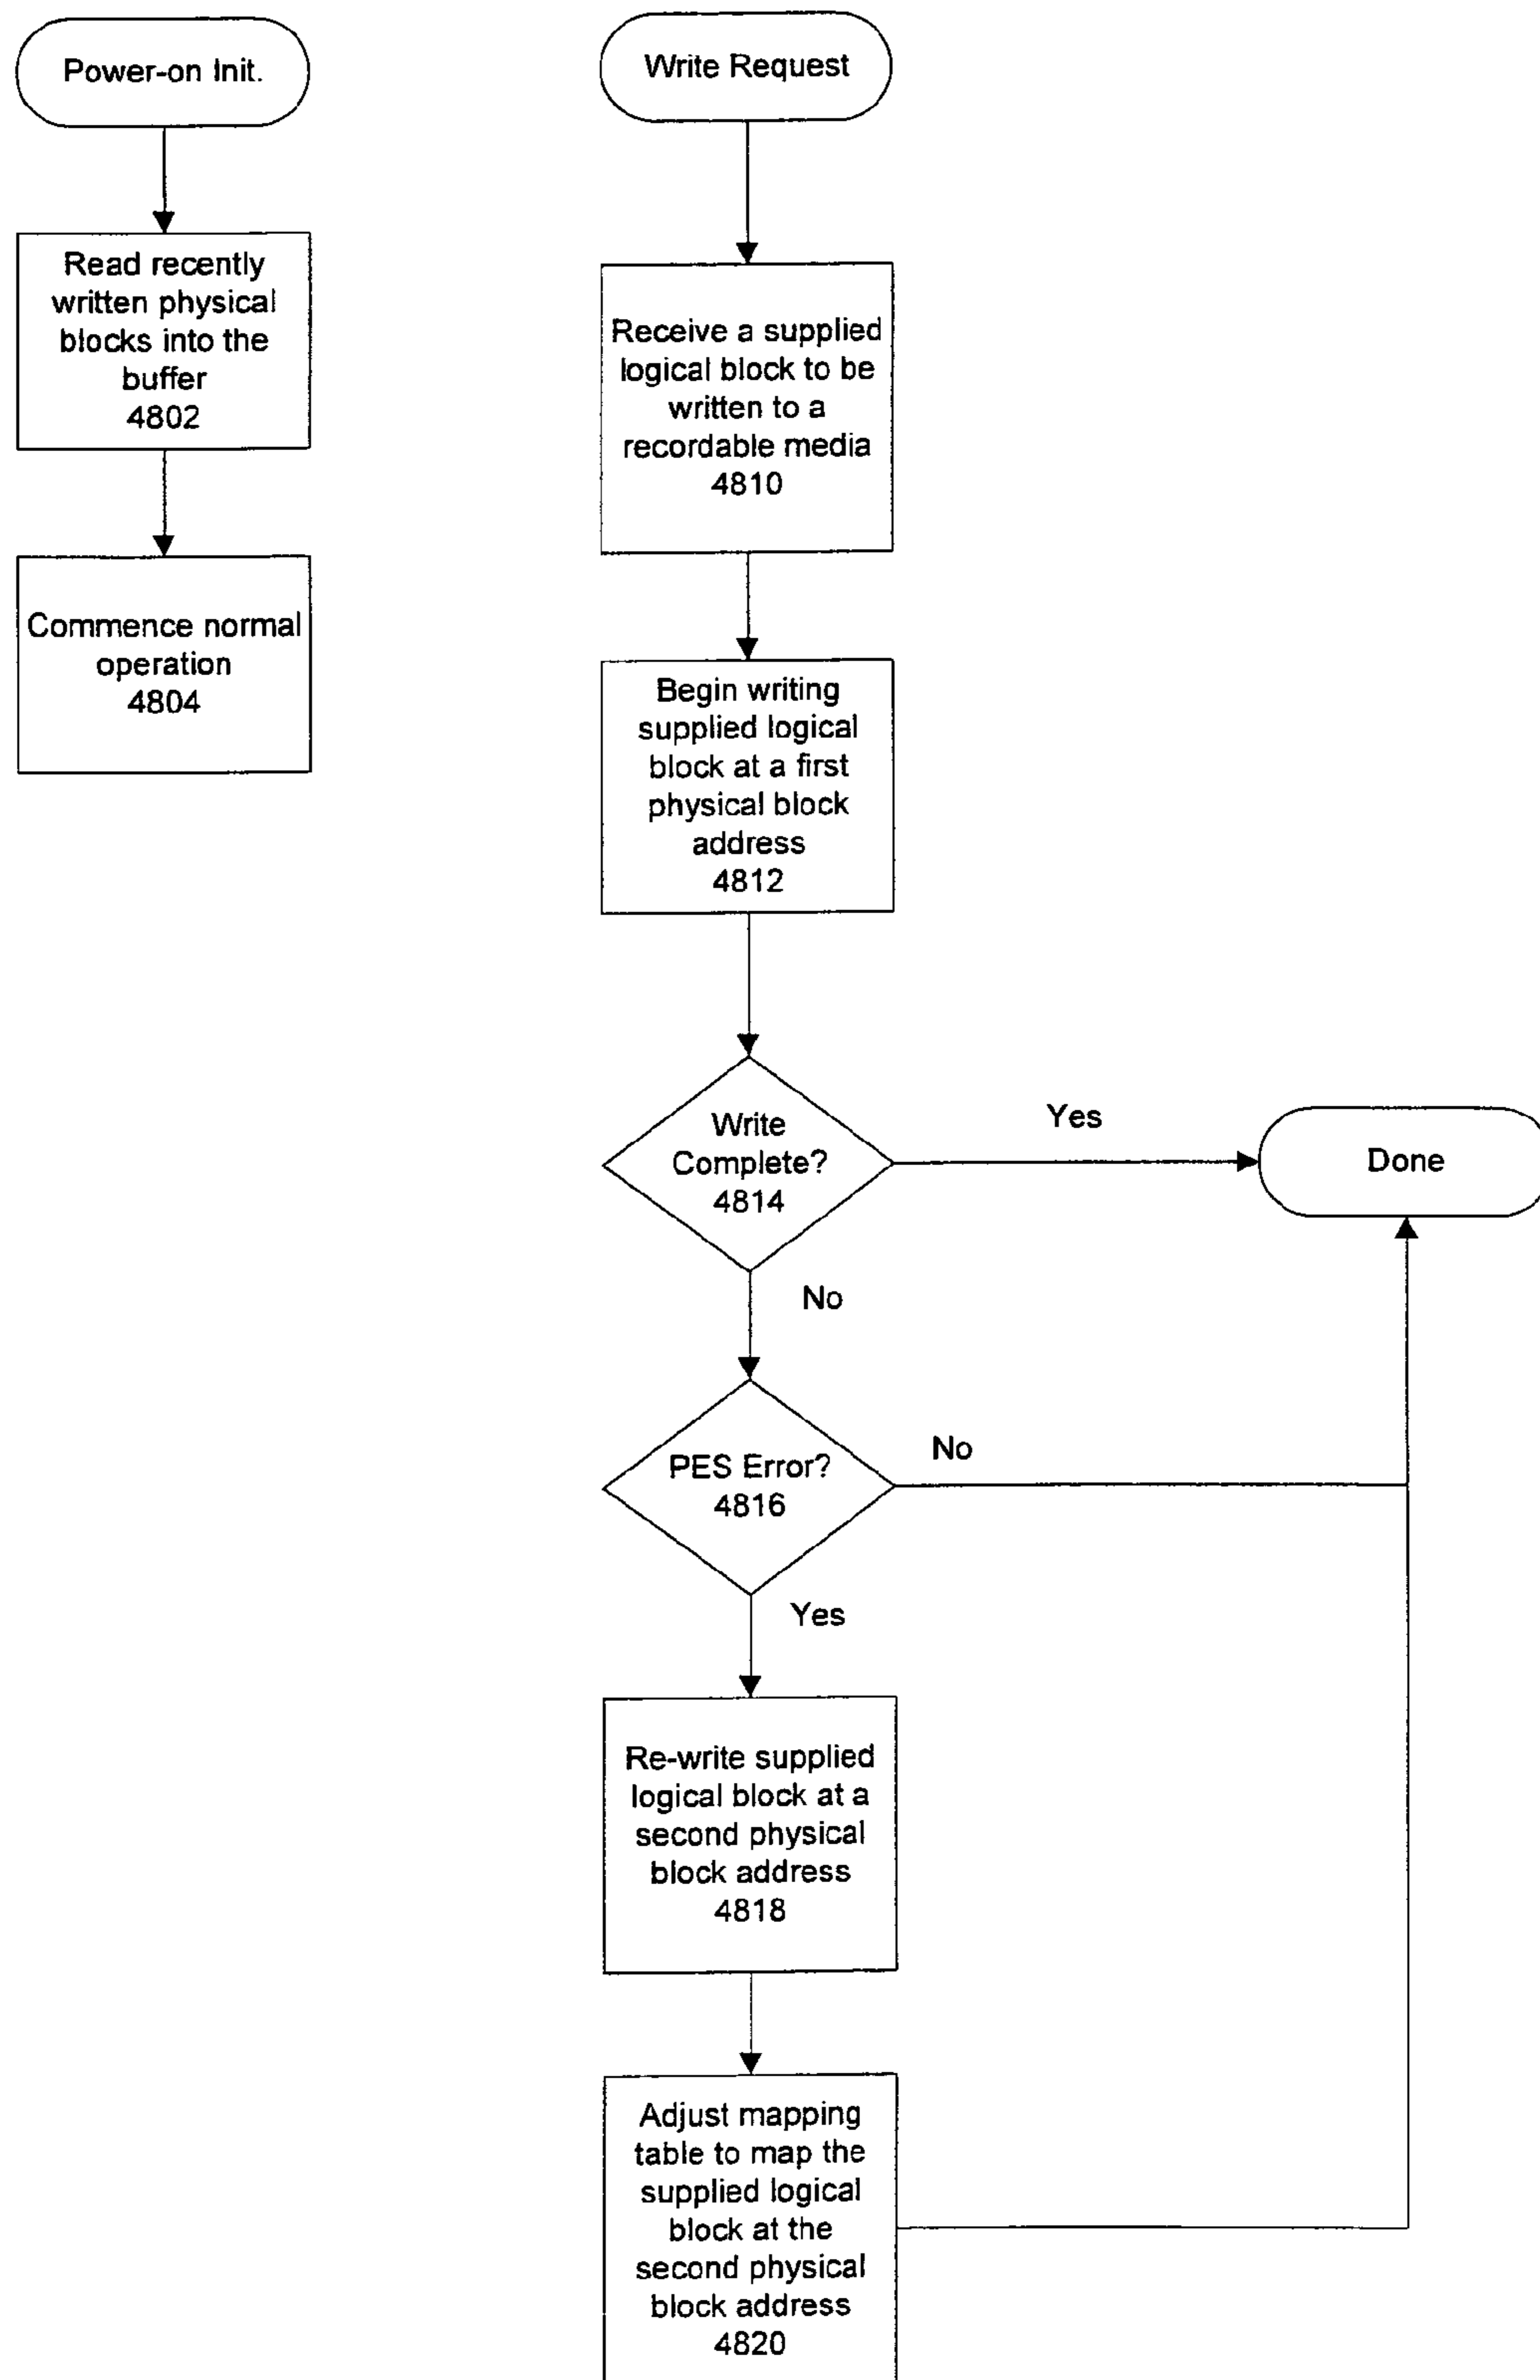 Power-on Init.
Read recently
written physical
blocks into the
buffer
4802
Commence normal
operation
4804
Write Request
Receive a supplied
logical block to be
written to a
recordable media
4810
Begin writing
supplied logical
block at a first
physical block
address
4812
Write
Complete?
4814
Yes
Done
No
PES Error?
4816
No
Yes
Re-write supplied
logical block at a
second physical
block address
4818
Adjust mapping
table to map the
supplied logical
block at the
second physical
block address
4820